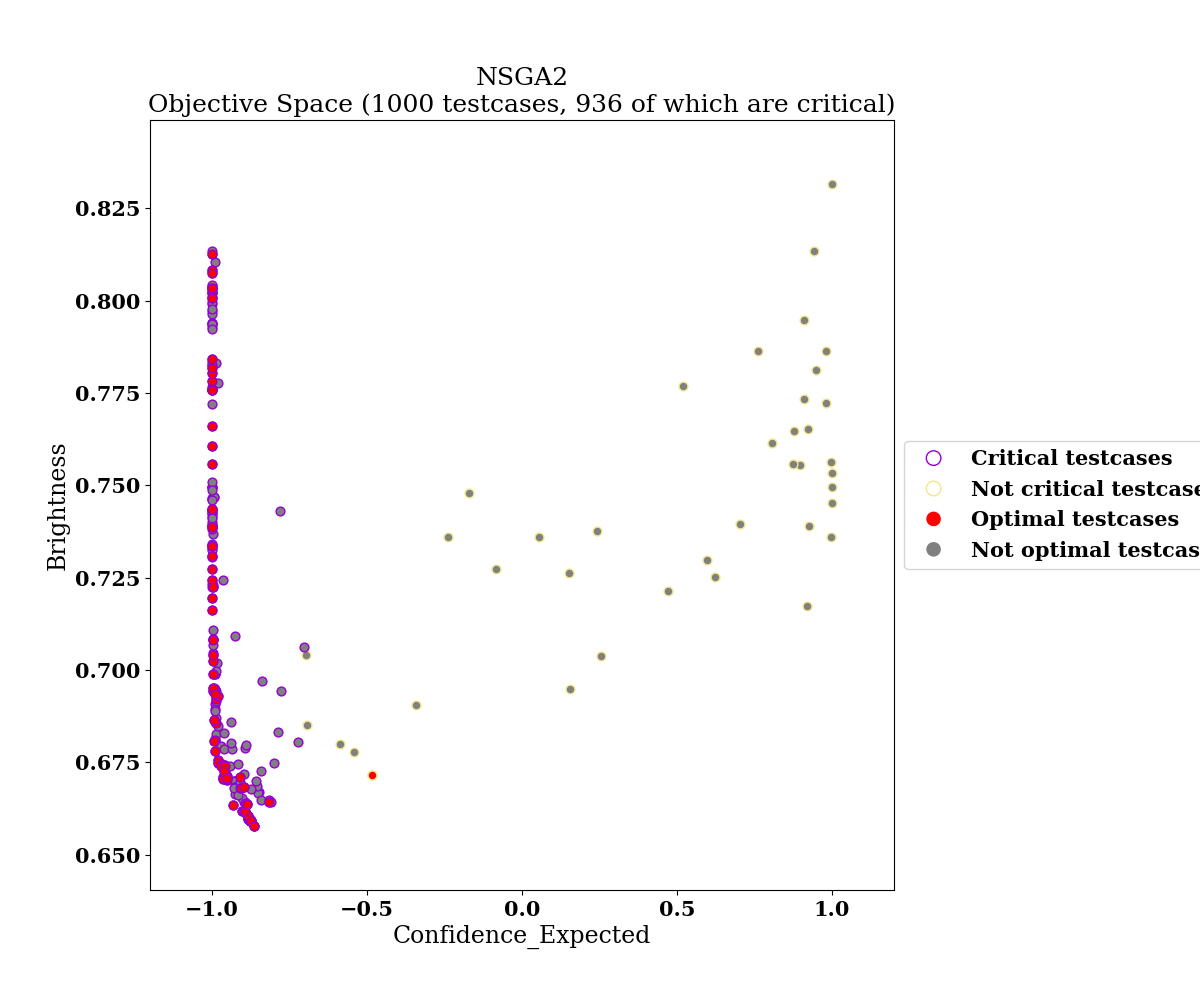 NSGA2
Objective Space (1000 testcases, 936 of which are critical)
0.825
0.800
0.775
0.750
0.725
0.700
0.675
0.650
Brightness
−1.0
−0.5
0.0
0.5
1.0
Confidence_Expected
Critical testcases
Not critical testcase
Optimal testcases
Not optimal testcas